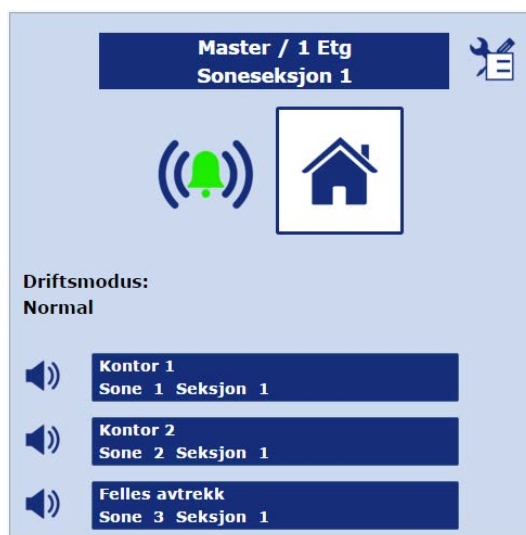 Master / 1 Etg
Soneseksjon 1
Driftsmodus:
Normal
Kontor 1
Sone 1 Seksjon 1
Kontor 2
Sone 2 Seksjon 1
Felles avtrekk
Sone 3 Seksjon 1